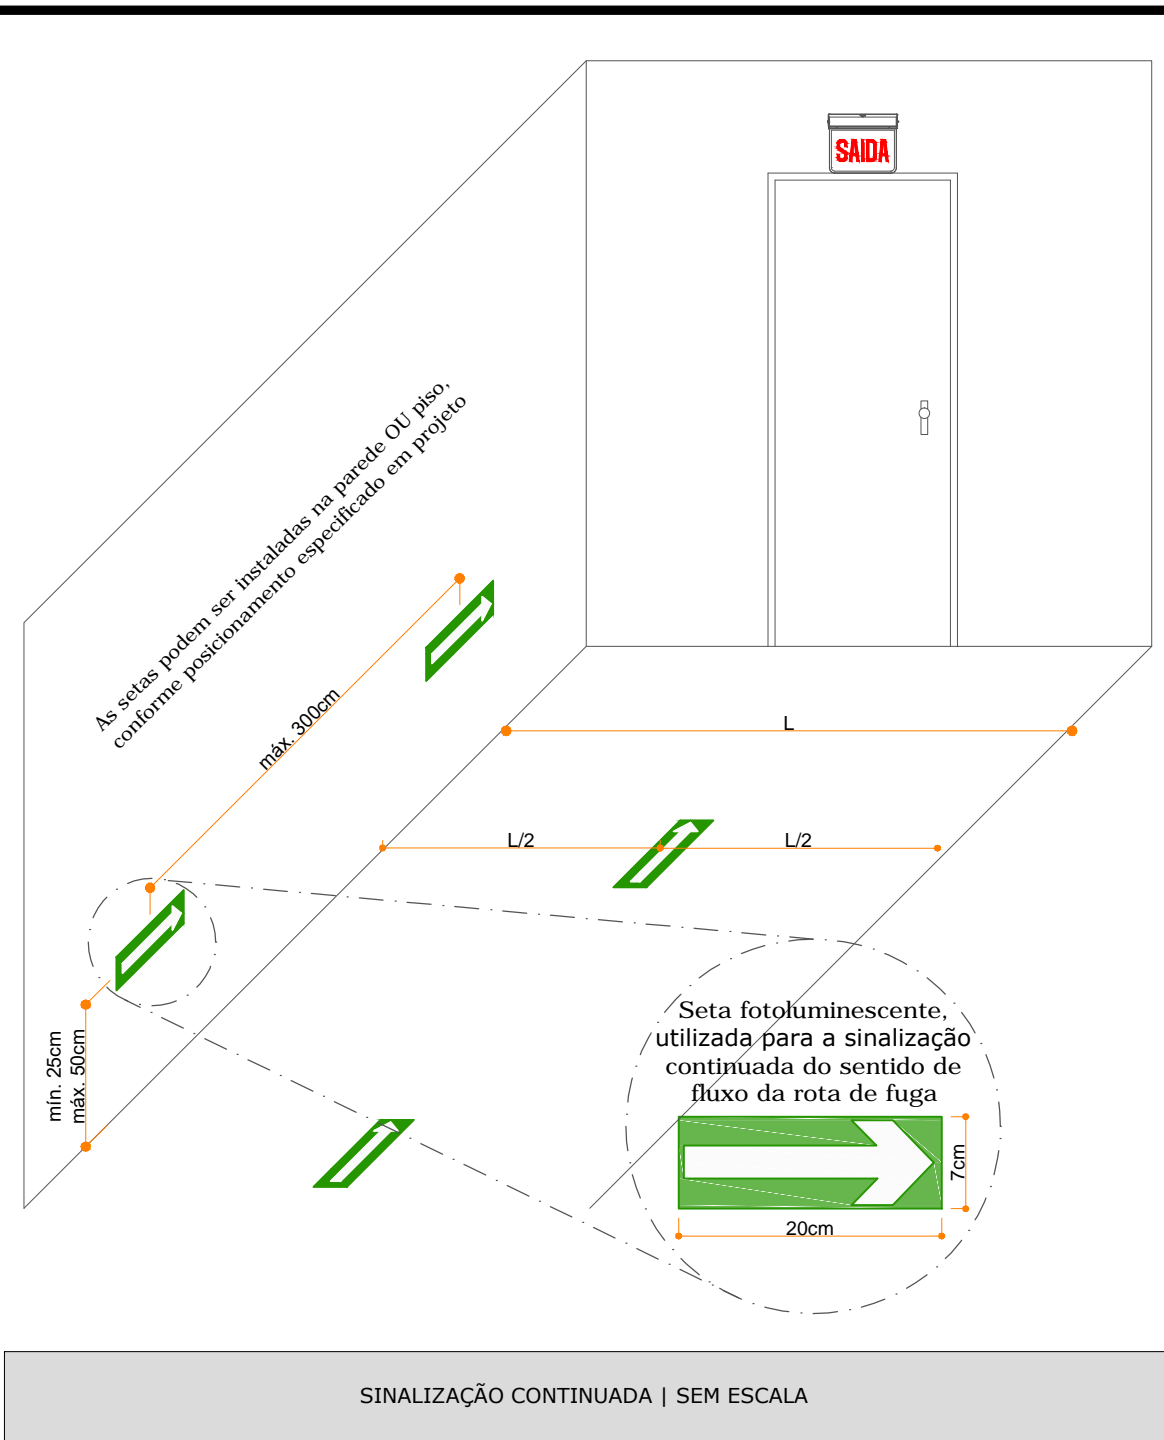 SAIDA
As setas podem ser instaladas na parede OU piso,
conforme posicionamento especificado em projeto
máx. 300cm
L
L/2
L/2
mín. 25cm
máx. 50cm
Seta fotoluminescente,
utilizada para a sinalização
continuada do sentido de
fluxo da rota de fuga
7cm
20cm
SINALIZAÇÃO CONTINUADA | SEM ESCALA